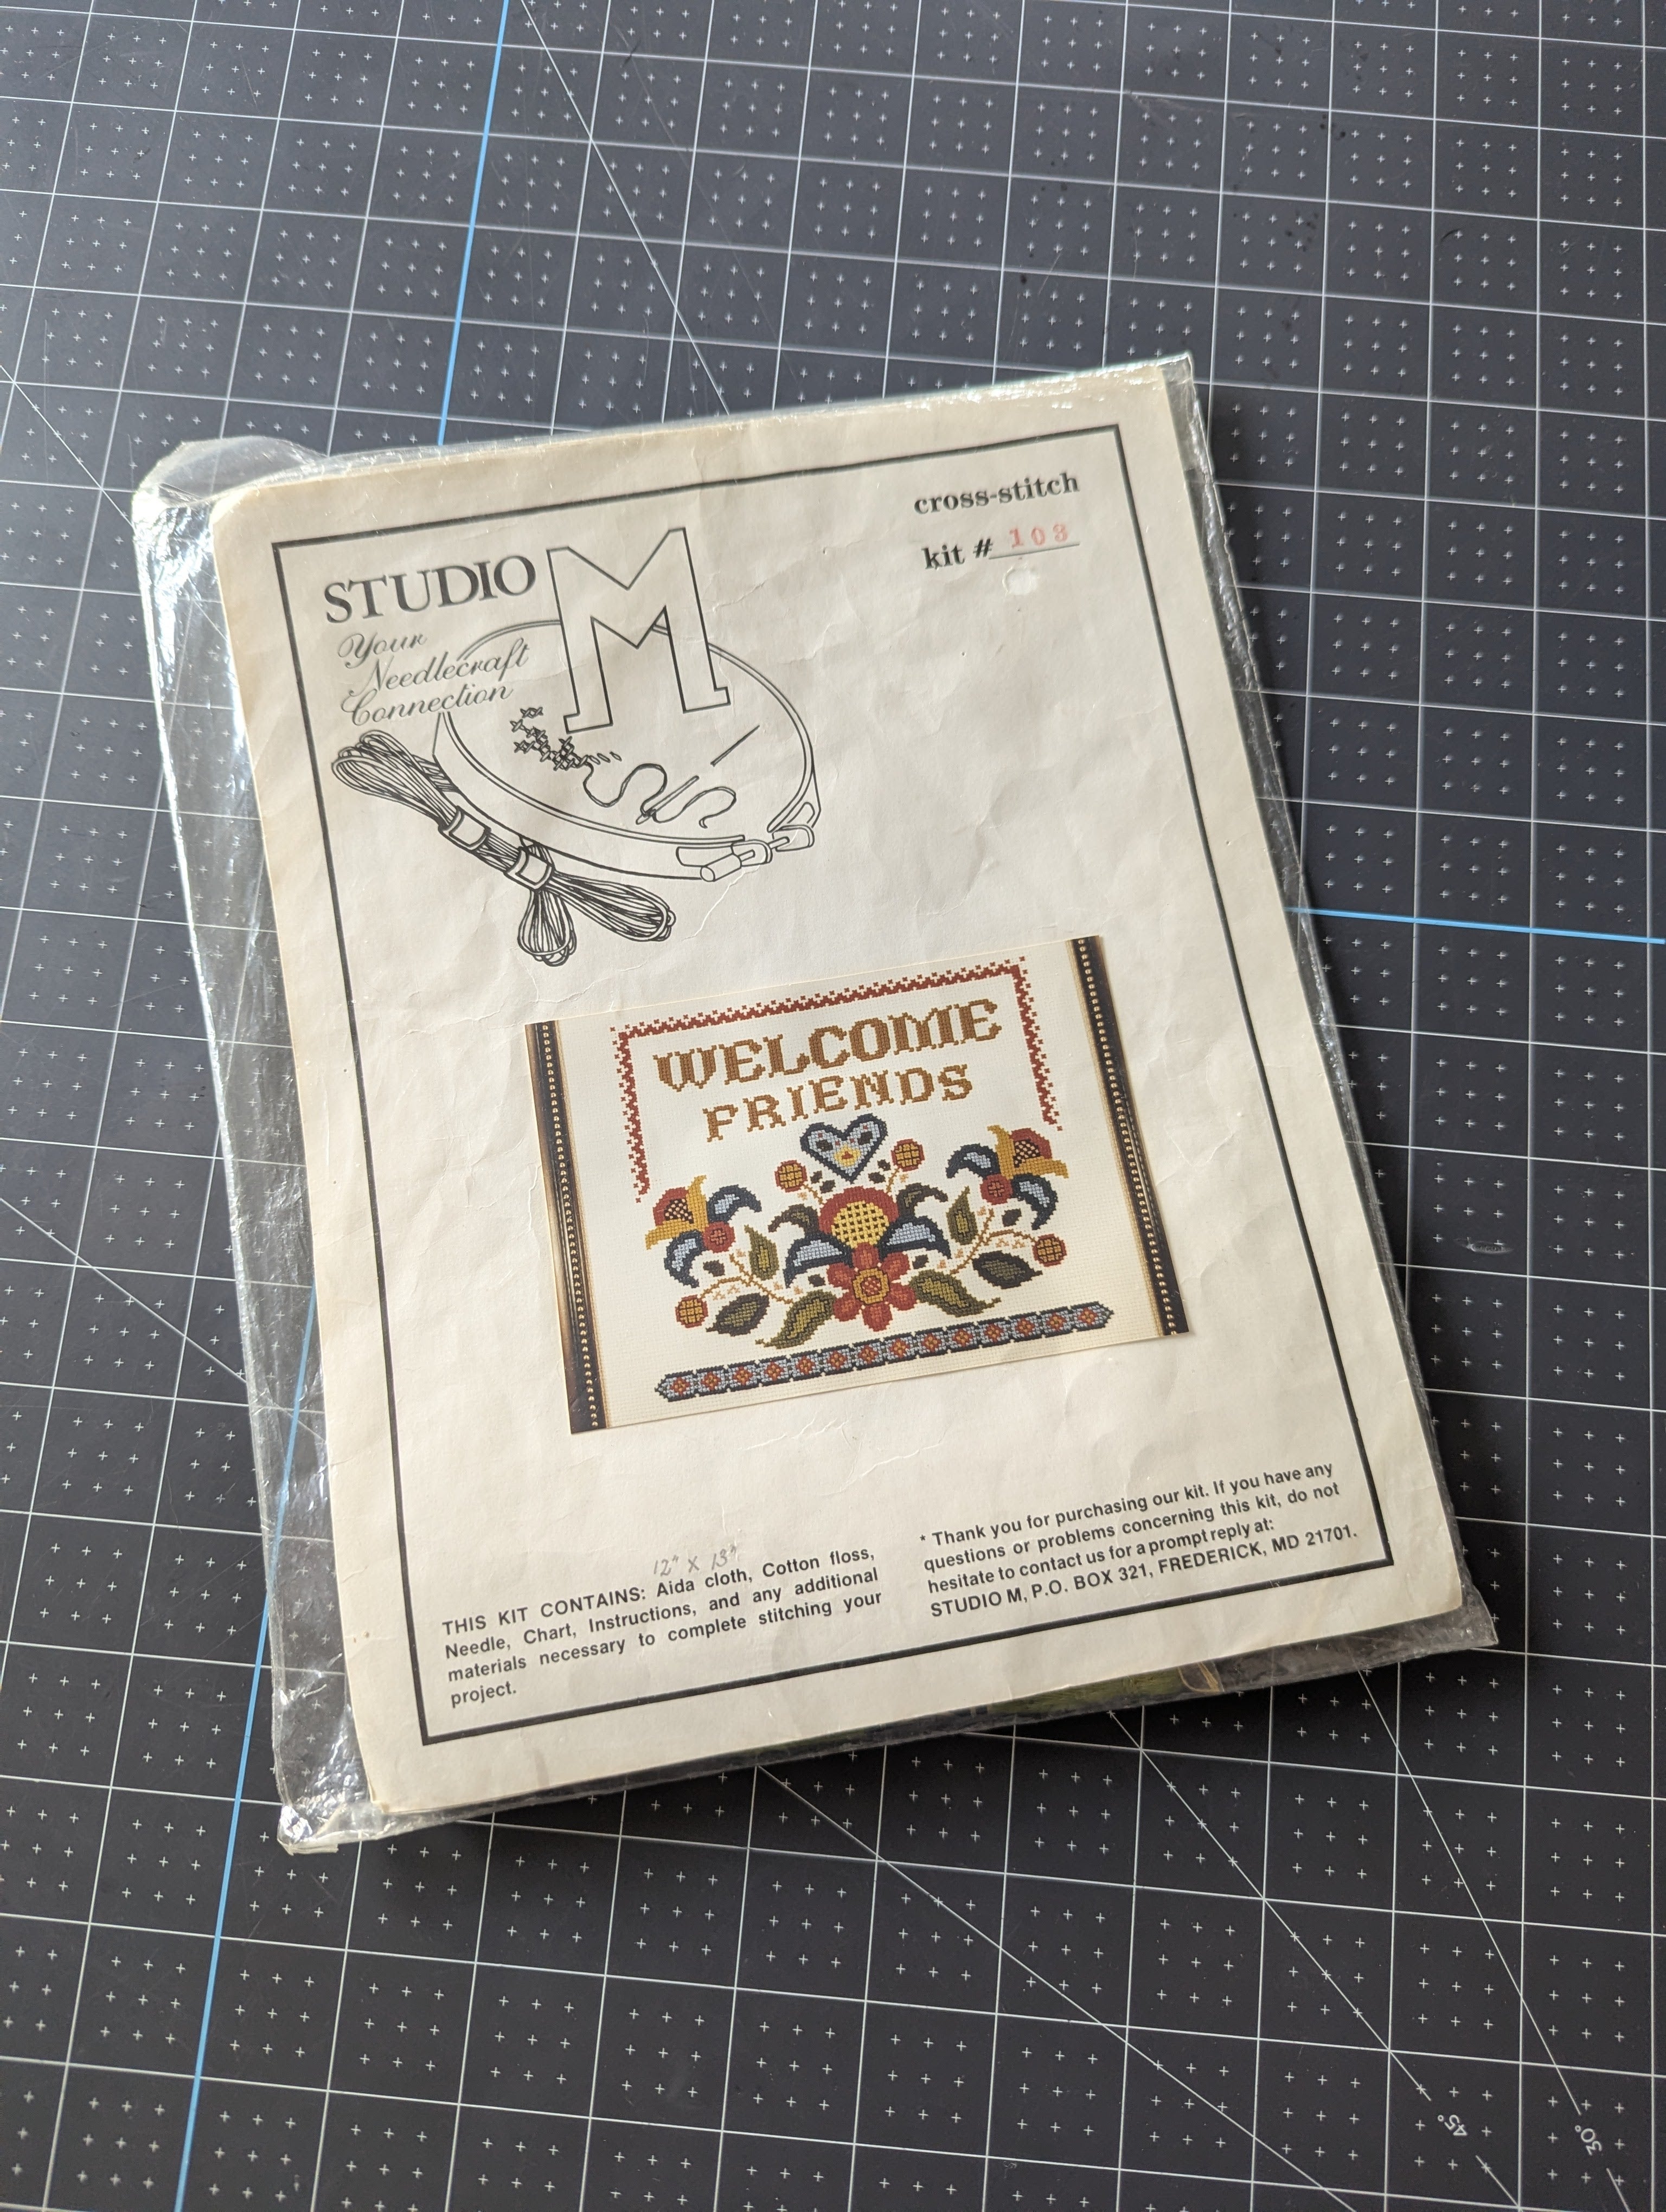 cross-stitch
kit # 103
STUDIO M
Your
Needlecraft
Connection
WELCOME
FRIENDS
12" X 13"
THIS KIT CONTAINS: Aida cloth, Cotton floss,
Needle, Chart, Instructions, and any additional
materials necessary to complete stitching your
project.
* Thank you for purchasing our kit. If you have any
questions or problems concerning this kit, do not
hesitate to contact us for a prompt reply at:
STUDIO M, P.O. BOX 321, FREDERICK, MD 21701.
45°
30°